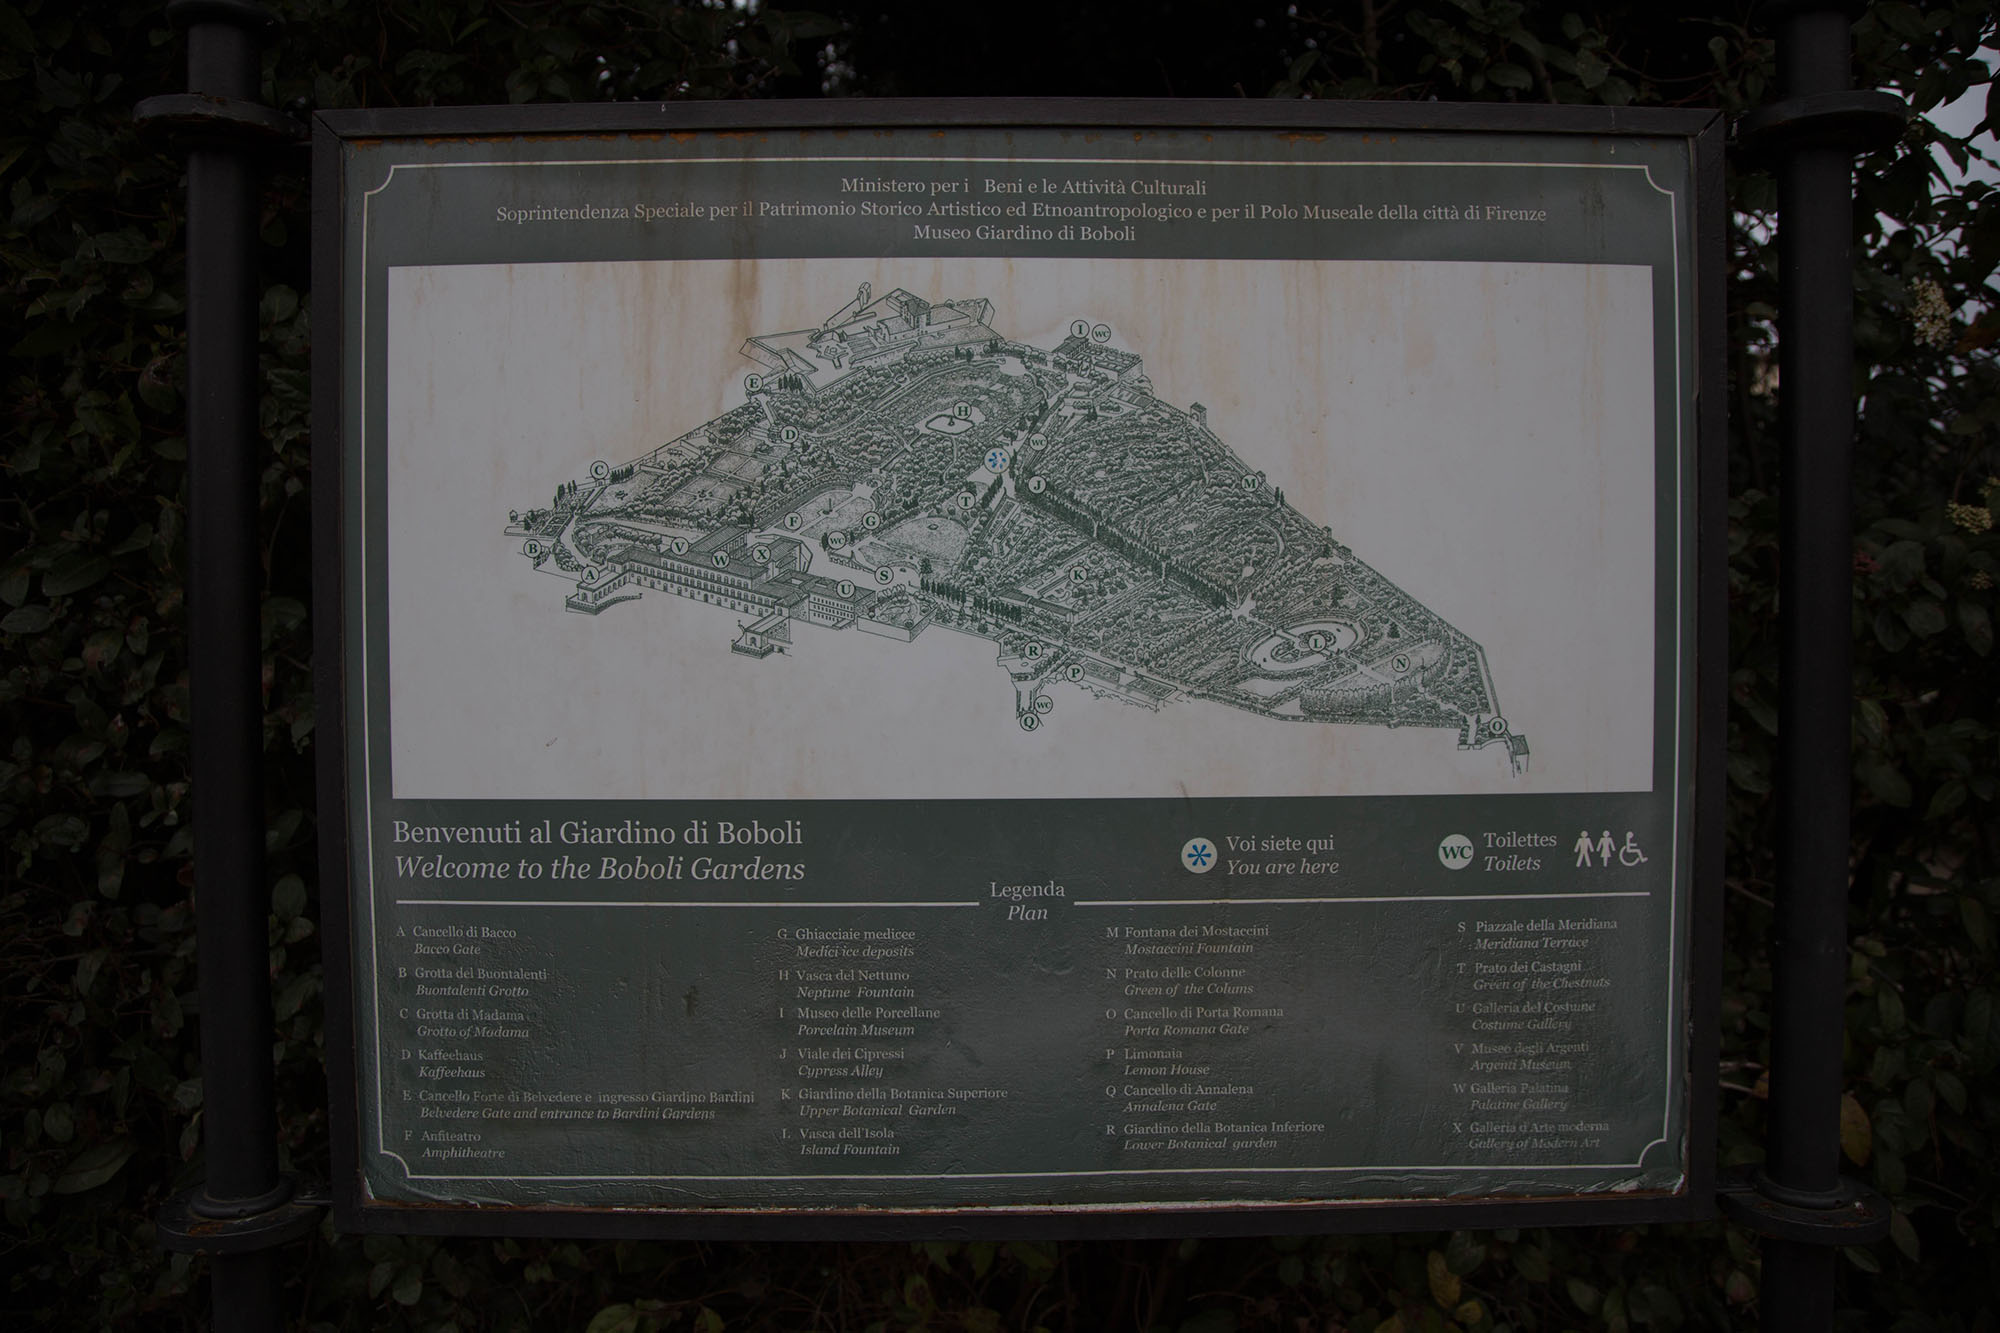 Ministero per i Beni e le Attività Culturali
Soprintendenza Speciale per il Patrimonio Storico Artistico ed Etnoantropologico e per il Polo Museale della città di Firenze
Museo Giardino di Boboli
I WC
E
H
D
WC
C
J
M
T
F
G
B
V
W
X
WC
A
U
S
K
R
L
N
P
WC
Q
O
Benvenuti al Giardino di Boboli
Welcome to the Boboli Gardens
Voi siete qui
You are here
WC
Toilettes
Toilets
Legenda
Plan
A Cancello di Bacco
Bacco Gate
B Grotta del Buontalenti
Buontalenti Grotto
C Grotta di Madama
Grotto of Madama
D Kaffeehaus
Kaffeehaus
E Cancello Forte di Belvedere e ingresso Giardino Bardini
Belvedere Gate and entrance to Bardini Gardens
F Anfiteatro
Amphitheatre
G Ghiacciaie medicee
Medici ice deposits
H Vasca del Nettuno
Neptune Fountain
I Museo delle Porcellane
Porcelain Museum
J Viale dei Cipressi
Cypress Alley
K Giardino della Botanica Superiore
Upper Botanical Garden
L Vasca dell'Isola
Island Fountain
M Fontana dei Mostaccini
Mostaccini Fountain
N Prato delle Colonne
Green of the Colums
O Cancello di Porta Romana
Porta Romana Gate
P Limonaia
Lemon House
Q Cancello di Annalena
Annalena Gate
R Giardino della Botanica Inferiore
Lower Botanical garden
S Piazzale della Meridiana
Meridiana Terrace
T Prato dei Castagni
Green of the Chestnuts
U Galleria del Costume
Costume Gallery
V Museo degli Argenti
Argenti Museum
W Galleria Palatina
Palatine Gallery
X Galleria d'Arte moderna
Gallery of Modern Art